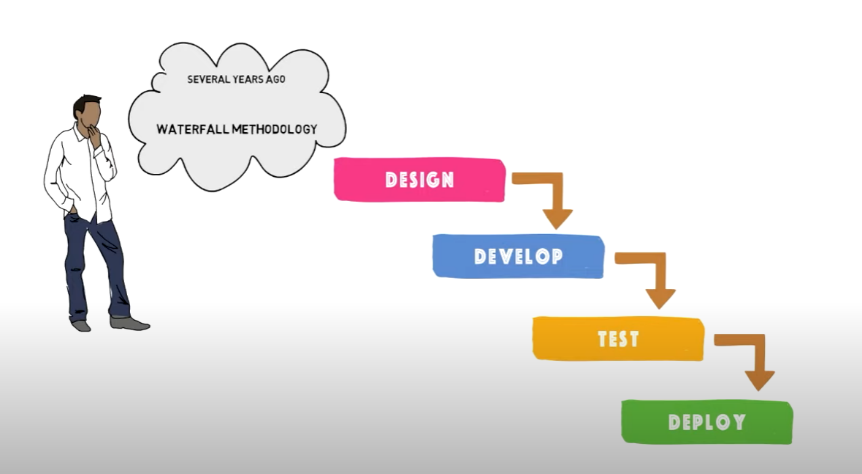 SEVERAL YEARS AGO
WATERFALL METHODOLOGY
DESIGN
DEVELOP
TEST
DEPLOY